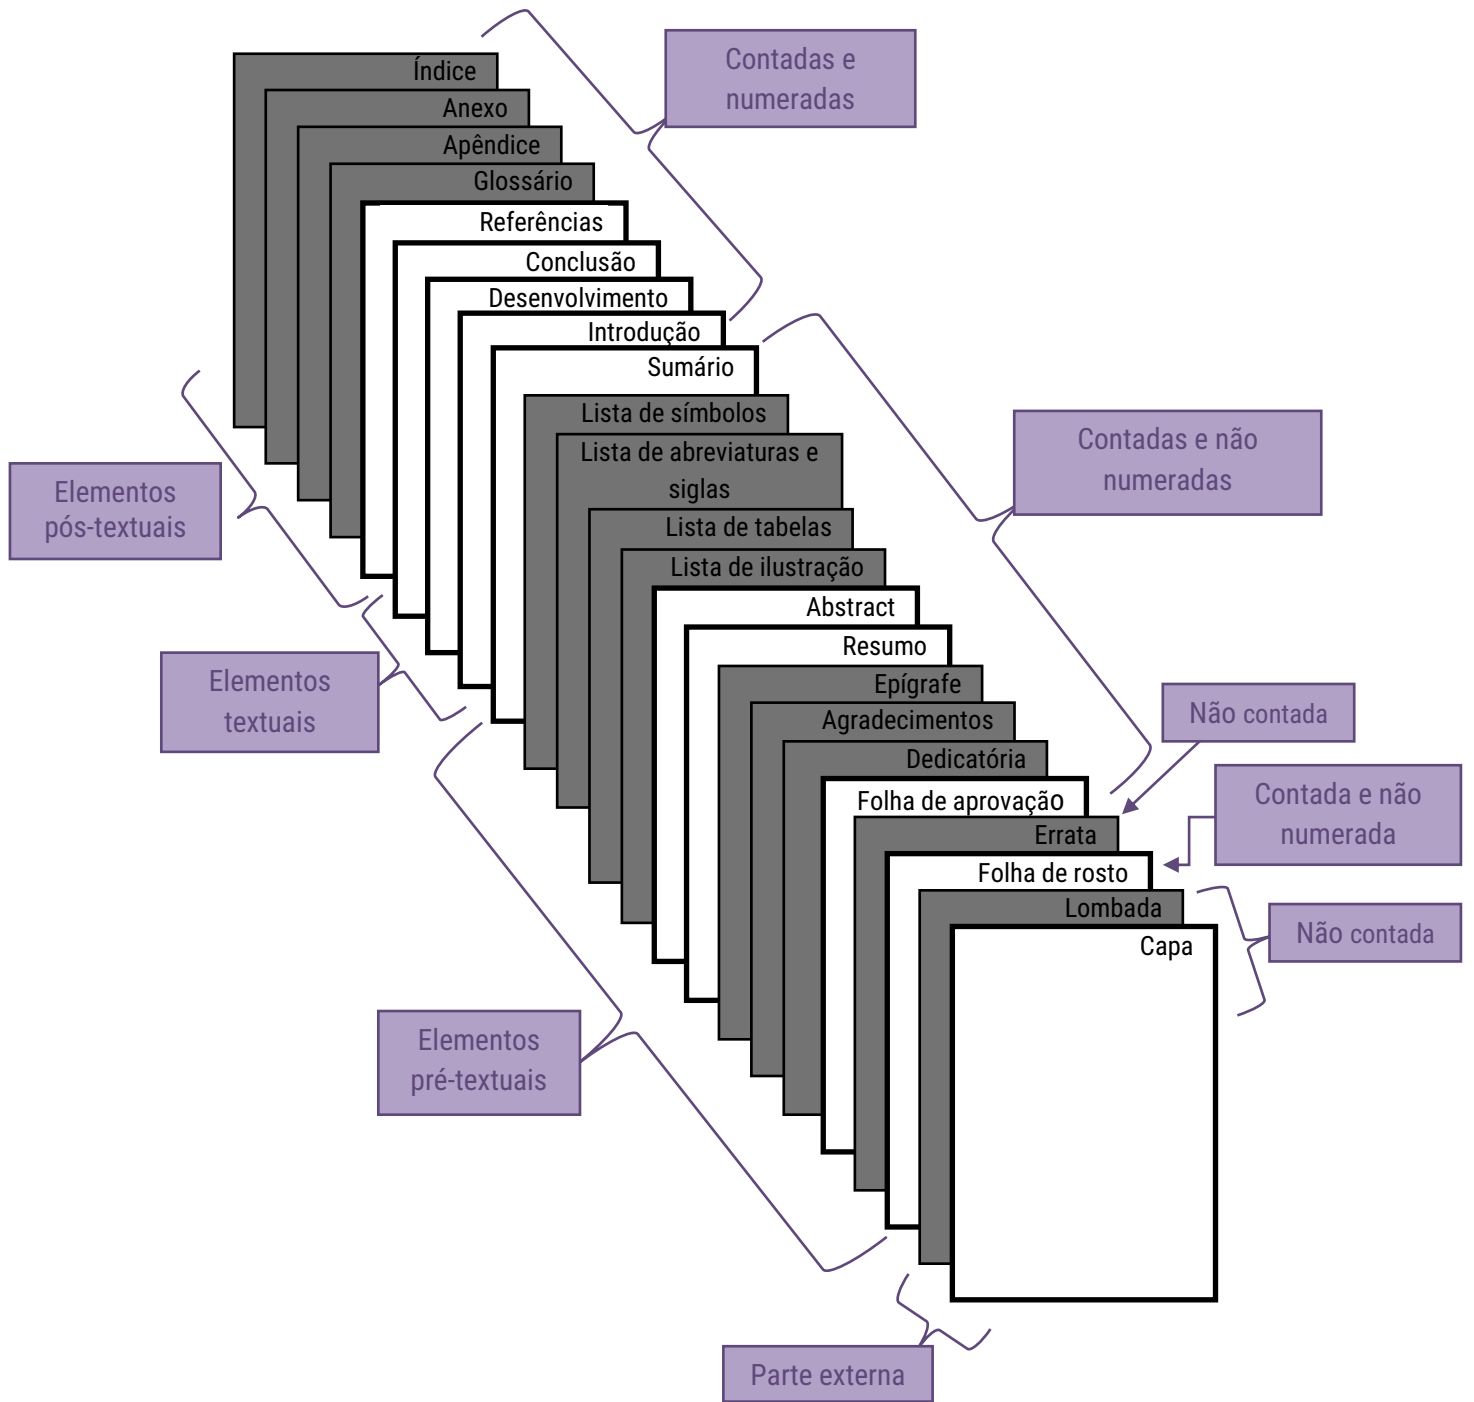 Índice
Contadas e
numeradas
Anexo
Apêndice
Glossário
Referências
Conclusão
Desenvolvimento
Introdução
Sumário
Lista de símbolos
Contadas e não
numeradas
Lista de abreviaturas e
siglas
Elementos
pós-textuais
Lista de tabelas
Lista de ilustração
Abstract
Resumo
Elementos
textuais
Epígrafe
Agradecimentos
Não contada
Dedicatória
Folha de aprovação
Contada e não
numerada
Errata
Folha de rosto
Lombada
Não contada
Capa
Elementos
pré-textuais
Parte externa